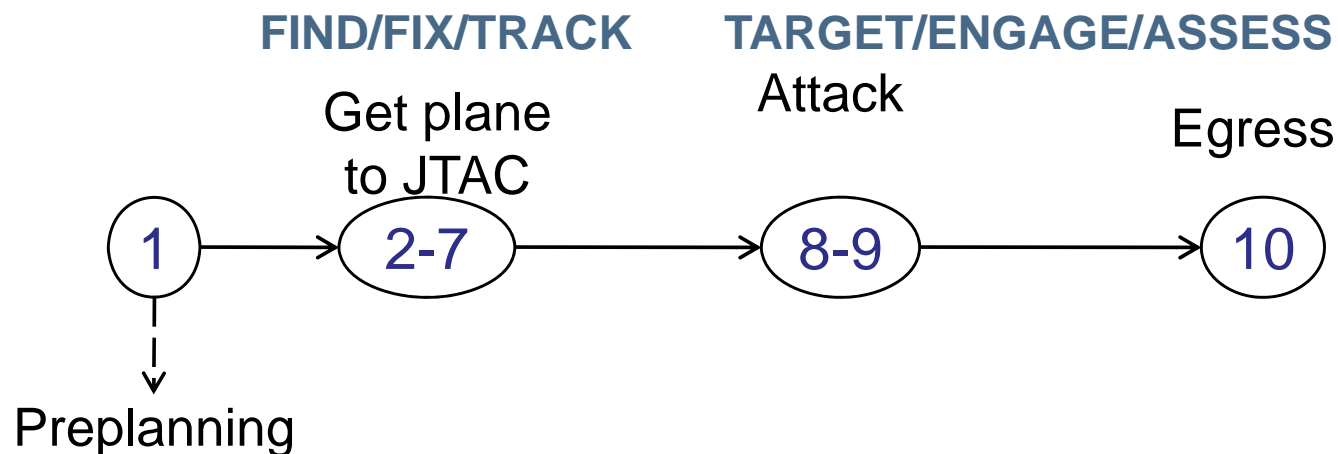 FIND/FIX/TRACK
TARGET/ENGAGE/ASSESS
Get plane
to JTAC
Attack
Egress
1
2-7
8-9
10
Preplanning